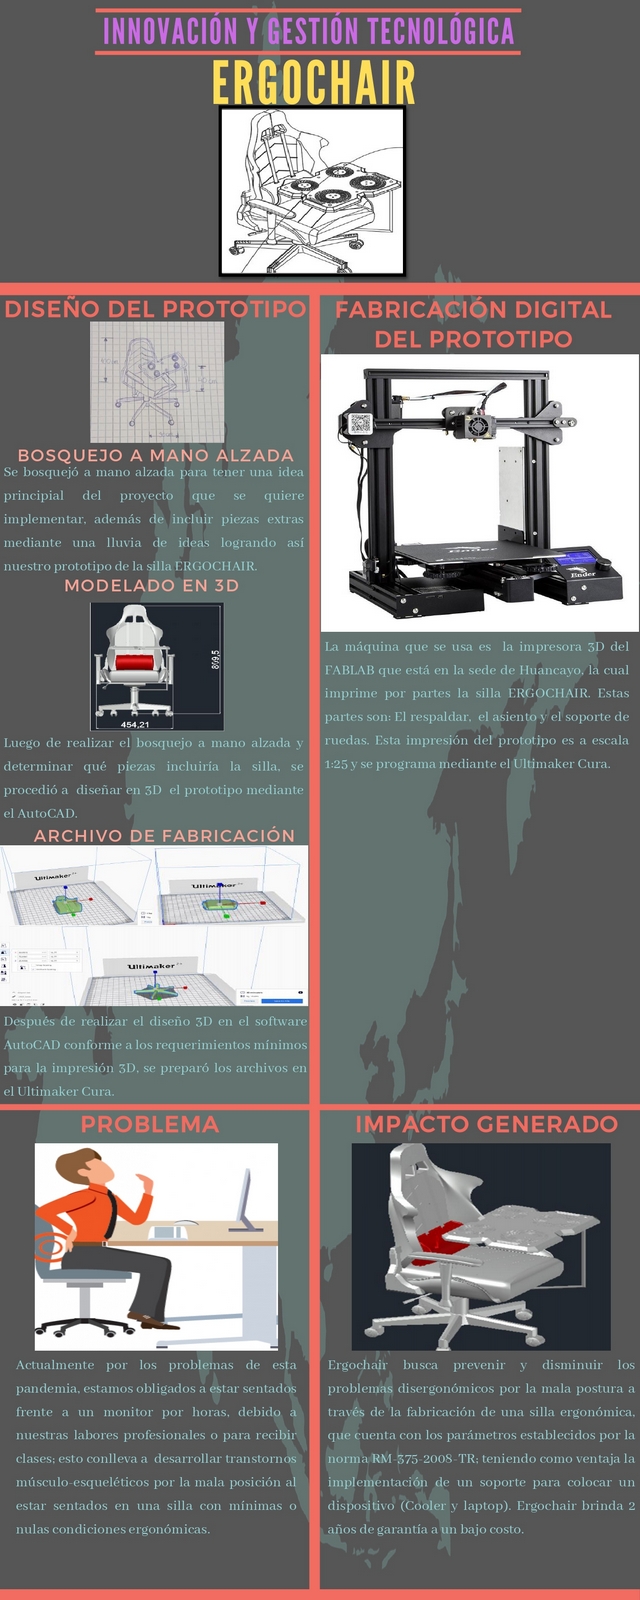 INNOVACIÓN Y GESTIÓN TECNOLÓGICA
ERGOCHAIR
DISEÑO DEL PROTOTIPO
BOSQUEJO A MANO ALZADA
Se bosquejó a mano alzada para tener una idea
principial del proyecto que se quiere
implementar, además de incluir piezas extras
mediante una lluvia de ideas logrando así
nuestro prototipo de la silla ERGOCHAIR.
MODELADO EN 3D
809,5
454,21
Luego de realizar el bosquejo a mano alzada y
determinar qué piezas incluiría la silla, se
procedió a diseñar en 3D el prototipo mediante
el AutoCAD.
ARCHIVO DE FABRICACIÓN
Ultimaker
Ultimaker
Ultimaker
Después de realizar el diseño 3D en el software
AutoCAD conforme a los requerimientos mínimos
para la impresión 3D, se preparó los archivos en
el Ultimaker Cura.
FABRICACIÓN DIGITAL
DEL PROTOTIPO
Ender
Ender
La máquina que se usa es la impresora 3D del
FABLAB que está en la sede de Huancayo, la cual
imprime por partes la silla ERGOCHAIR. Estas
partes son: El respaldar, el asiento y el soporte de
ruedas. Esta impresión del prototipo es a escala
1:25 y se programa mediante el Ultimaker Cura.
PROBLEMA
Actualmente por los problemas de esta
pandemia, estamos obligados a estar sentados
frente a un monitor por horas, debido a
nuestras labores profesionales o para recibir
clases; esto conlleva a desarrollar transtornos
músculo-esqueléticos por la mala posición al
estar sentados en una silla con mínimas o
nulas condiciones ergonómicas.
IMPACTO GENERADO
Ergochair busca prevenir y disminuir los
problemas disergonómicos por la mala postura a
través de la fabricación de una silla ergonómica,
que cuenta con los parámetros establecidos por la
norma RM-375-2008-TR; teniendo como ventaja la
implementación de un soporte para colocar un
dispositivo (Cooler y laptop). Ergochair brinda 2
años de garantía a un bajo costo.